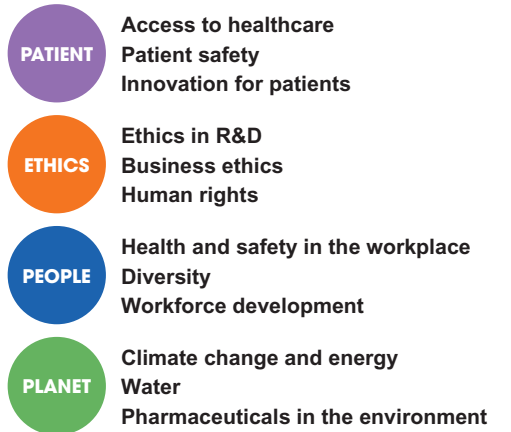 PATIENT
Access to healthcare
Patient safety
Innovation for patients
ETHICS
Ethics in R&D
Business ethics
Human rights
PEOPLE
Health and safety in the workplace
Diversity
Workforce development
PLANET
Climate change and energy
Water
Pharmaceuticals in the environment